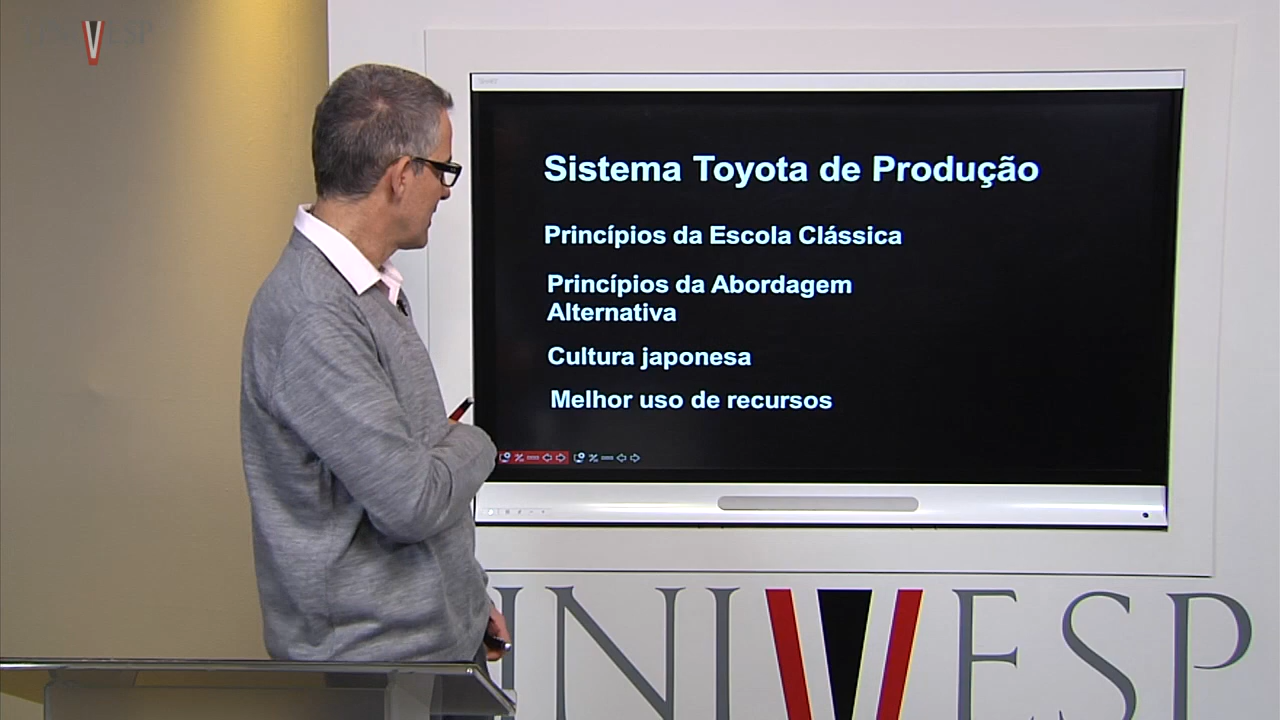 UNIVESP
Sistema Toyota de Produção
Princípios da Escola Clássica
Princípios da Abordagem
Alternativa
Cultura japonesa
Melhor uso de recursos
UNIVESP